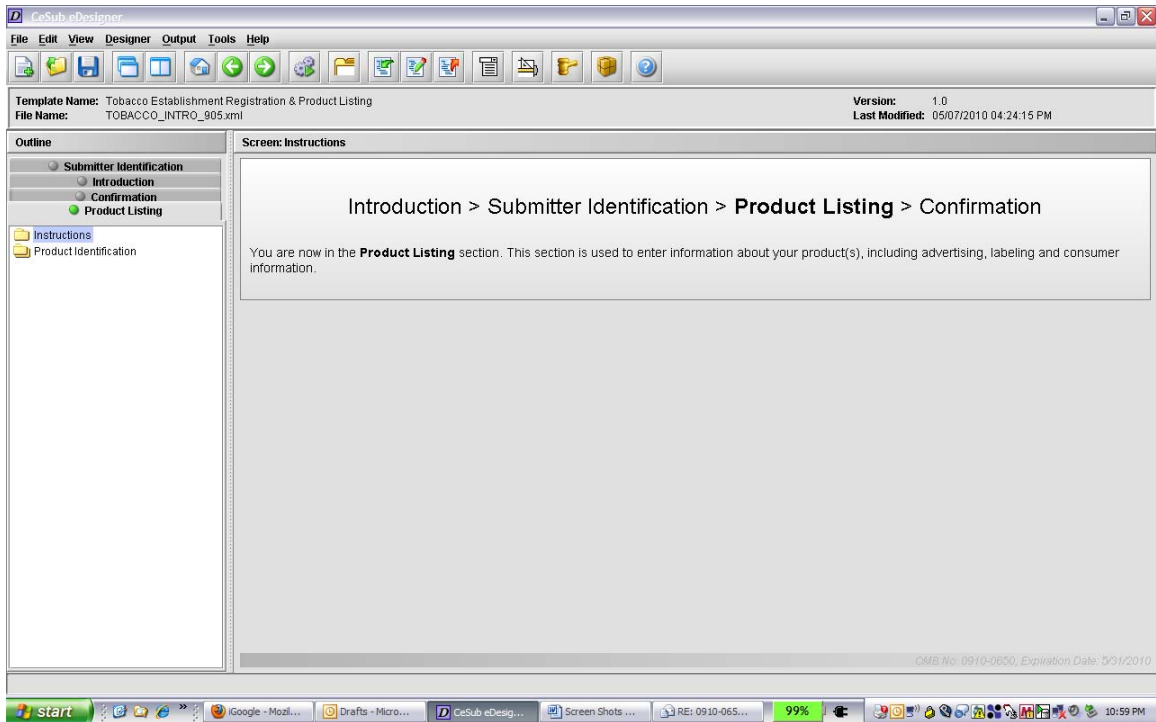 D CeSub eDesigner
File Edit View Designer Output Tools Help
Template Name: Tobacco Establishment Registration & Product Listing
Version: 1.0
File Name: TOBACCO_INTRO_905.xml
Last Modified: 05/07/2010 04:24:15 PM
Outline
Screen: Instructions
Submitter Identification
Introduction
Confirmation
Product Listing
Instructions
Product Identification
Introduction > Submitter Identification > Product Listing > Confirmation
You are now in the Product Listing section. This section is used to enter information about your product(s), including advertising, labeling and consumer
information.
OMB No: 0910-0650, Expiration Date: 5/31/2010
start
iGoogle - Mozil...
Drafts - Micro...
D CeSub eDesig...
Screen Shots ...
RE: 0910-065...
99%
10:59 PM